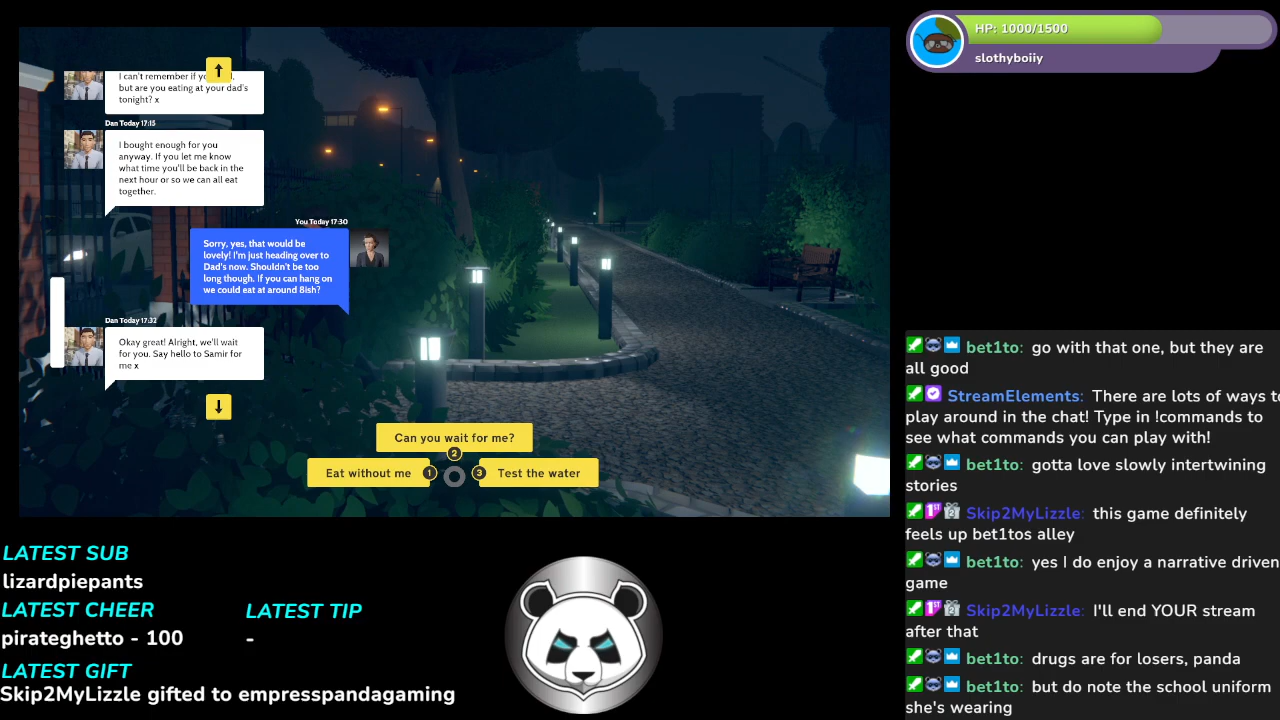 I can't remember if yo
but are you eating at your dad's
tonight? x
Dan Today 17:15
I bought enough for you
anyway. If you let me know
what time you'll be back in the
next hour or so we can all eat
together.
You Today 17:30
Sorry, yes, that would be
lovely! I'm just heading over to
Dad's now. Shouldn't be too
long though. If you can hang on
we could eat at around 8ish?
Dan Today 17:32
Okay great! Alright, we'll wait
for you. Say hello to Samir for
me x
Can you wait for me?
2
Eat without me 1
3 Test the water
LATEST SUB
lizardpiepants
LATEST CHEER
pirateghetto - 100
LATEST TIP
-
LATEST GIFT
Skip2MyLizzle gifted to empresspandagaming
HP: 1000/1500
slothyboiiy
bet1to: go with that one, but they are
all good
StreamElements: There are lots of ways to
play around in the chat! Type in !commands to
see what commands you can play with!
bet1to: gotta love slowly intertwining
stories
Skip2MyLizzle: this game definitely
feels up bet1tos alley
bet1to: yes I do enjoy a narrative driven
game
Skip2MyLizzle: I'll end YOUR stream
after that
bet1to: drugs are for losers, panda
bet1to: but do note the school uniform
she's wearing